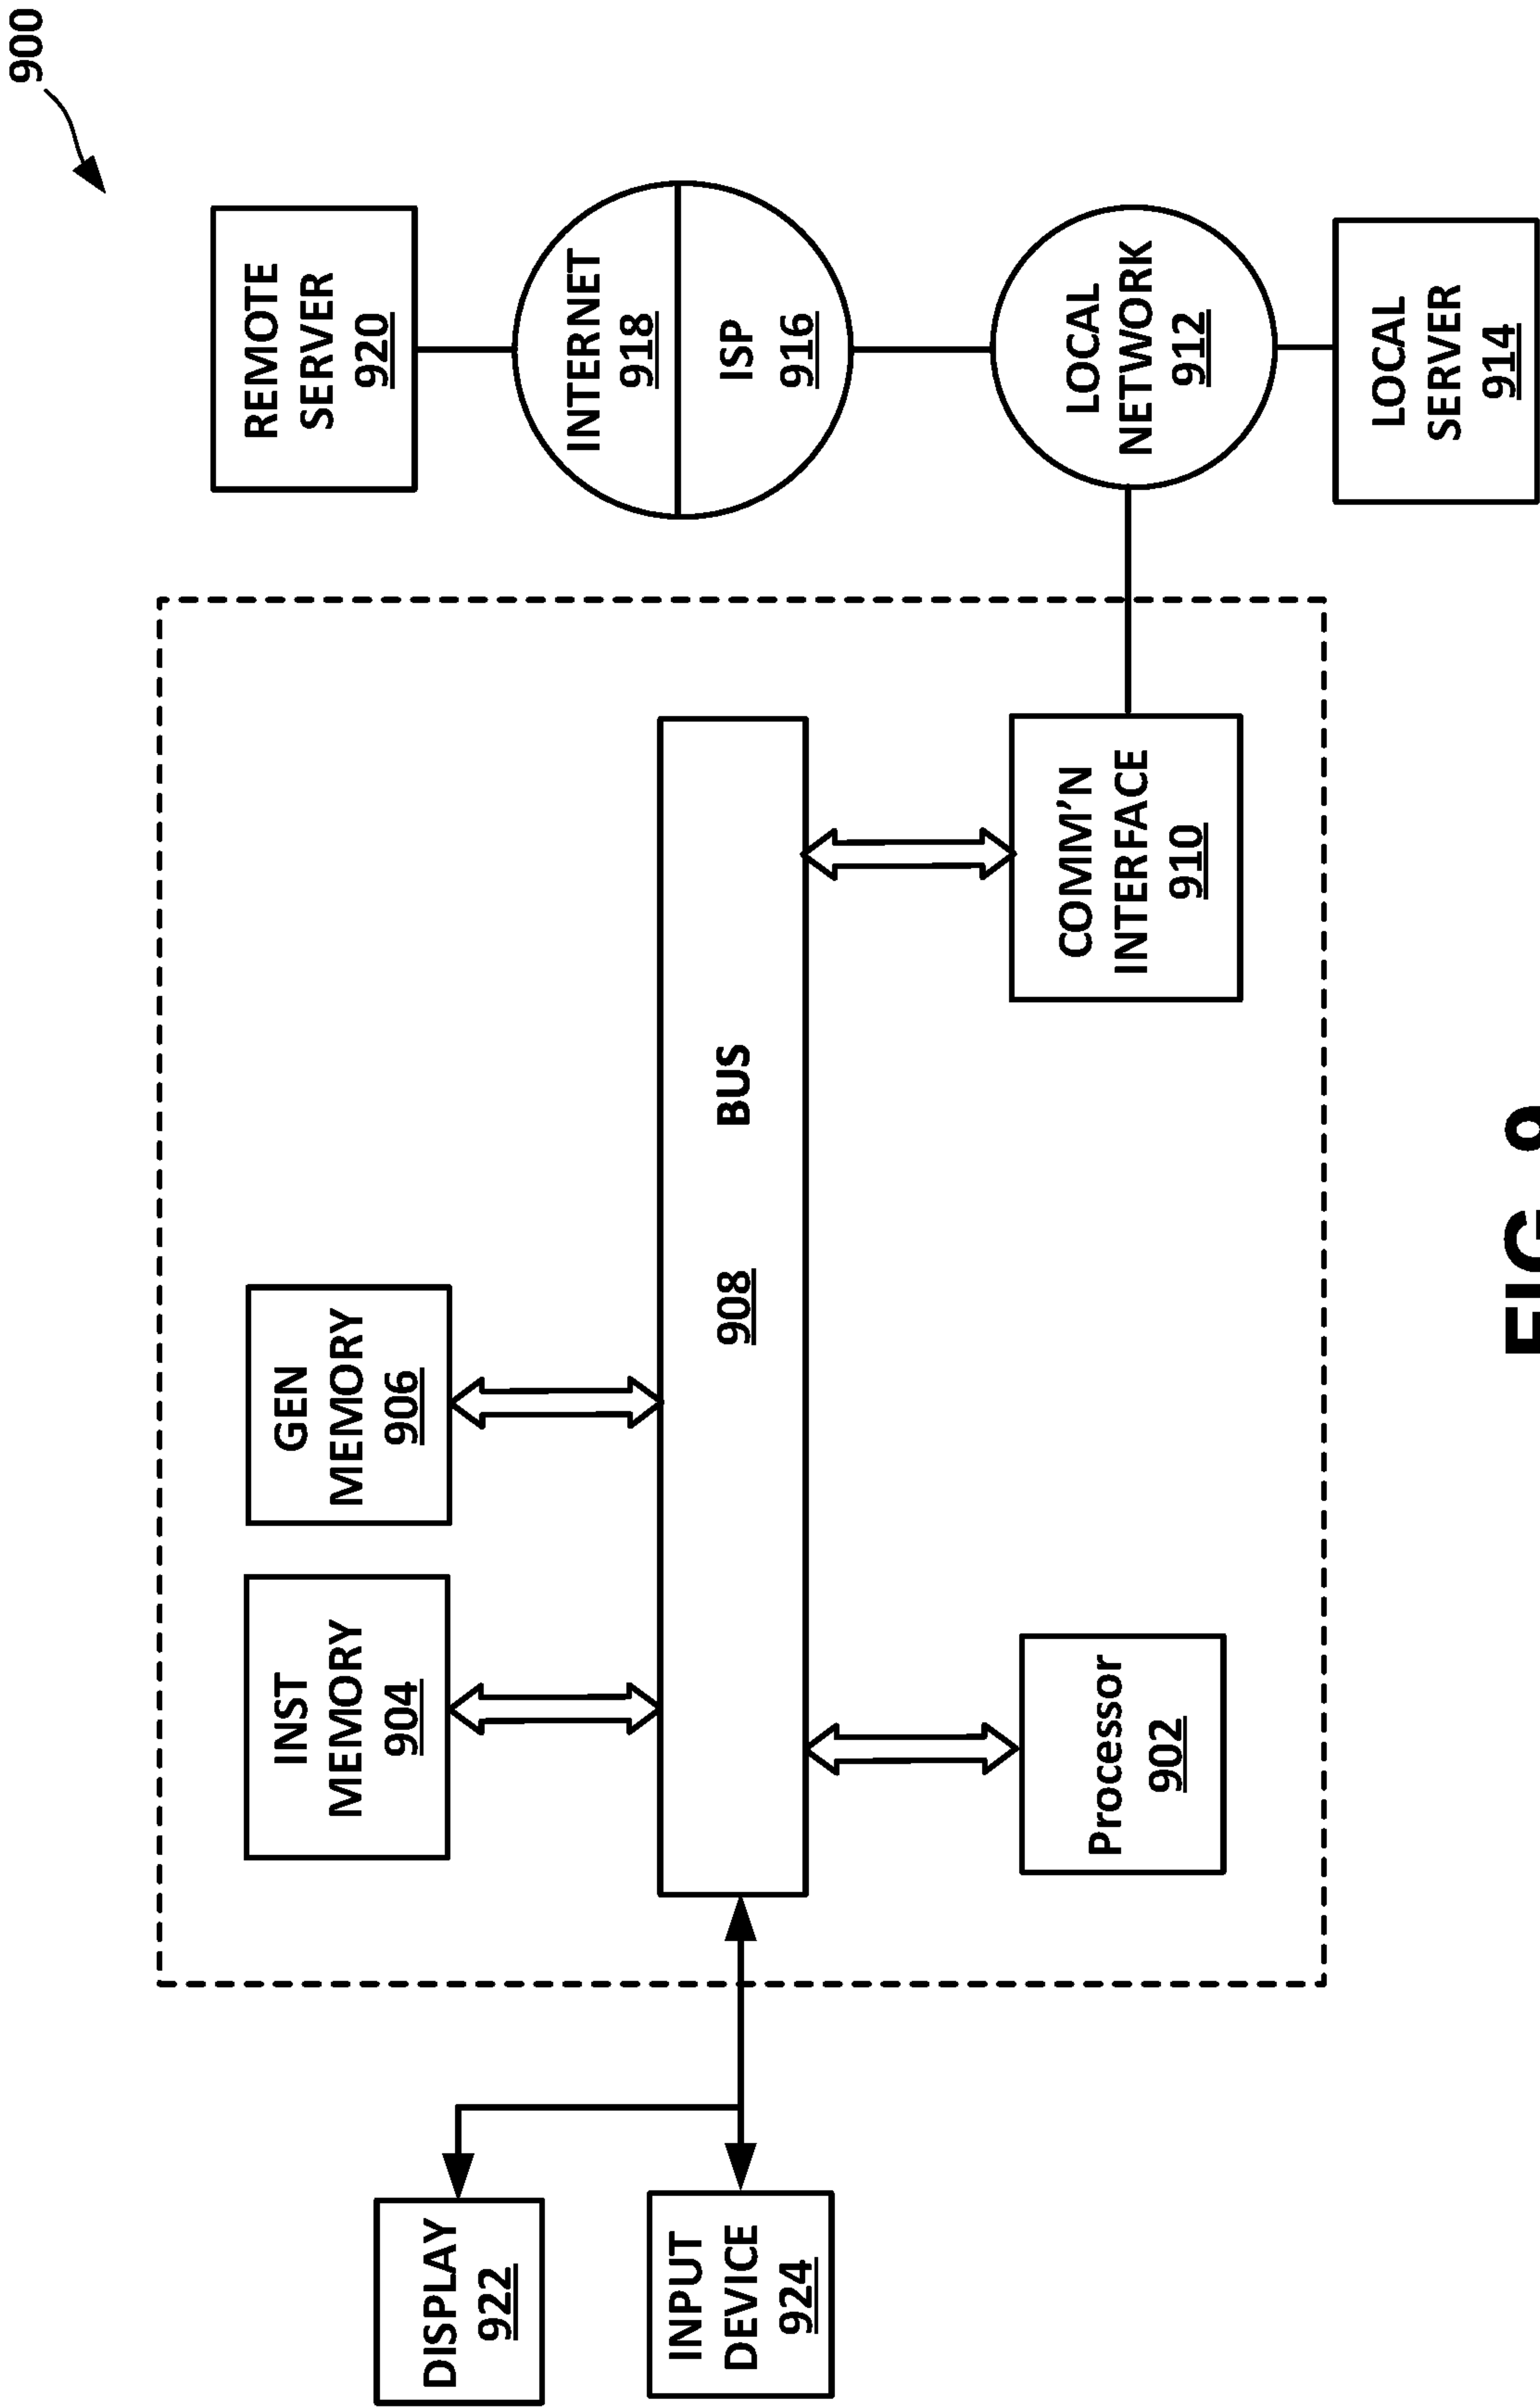 900
REMOTE
SERVER
920
INST
MEMORY
904
GEN
MEMORY
906
DISPLAY
922
INTERNET
918
INPUT
DEVICE
924
908 BUS
ISP
916
Processor
902
COMM'N
INTERFACE
910
LOCAL
NETWORK
912
LOCAL
SERVER
914
FIG